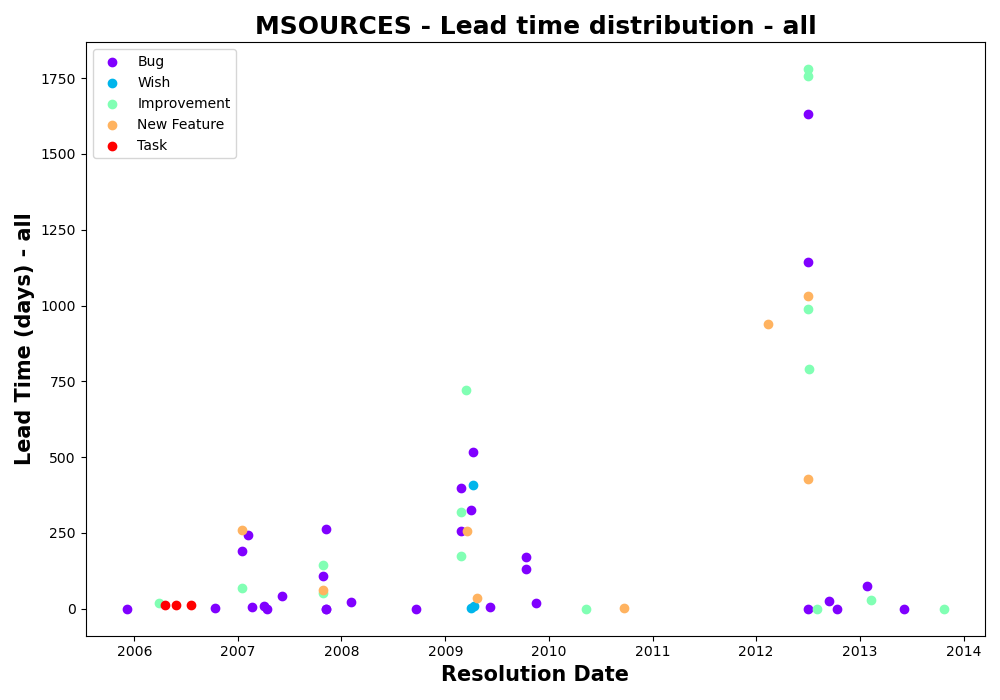 MSOURCES - Lead time distribution - all
Bug
Wish
Improvement
New Feature
Task
Lead Time (days) - all
1750
1500
1250
1000
750
500
250
0
2006 2007 2008 2009 2010 2011 2012 2013 2014
Resolution Date